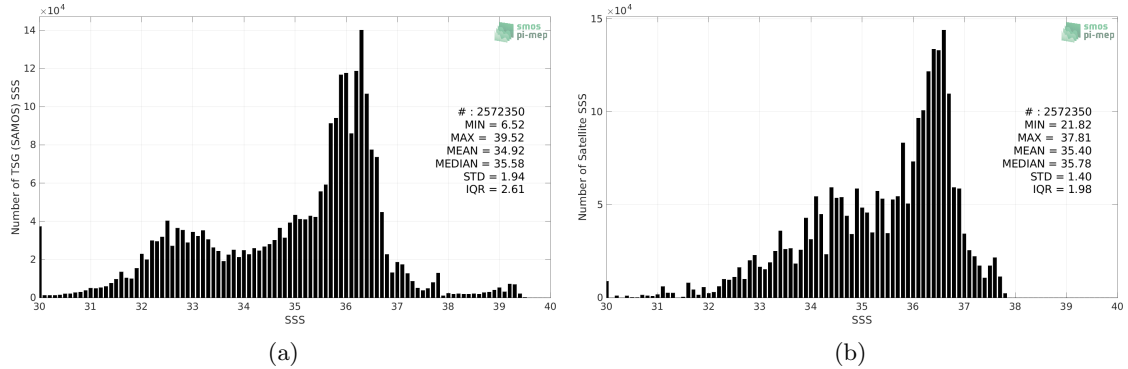 ×10⁴
14
12
10
8
6
4
2
0
30 31 32 33 34 35 36 37 38 39 40
SSS
Number of TSG (SAMOS) SSS
smos
pi-mep
# : 2572350
MIN = 6.52
MAX = 39.52
MEAN = 34.92
MEDIAN = 35.58
STD = 1.94
IQR = 2.61
(a)
×10⁴
15
10
5
0
30 31 32 33 34 35 36 37 38 39 40
SSS
Number of Satellite SSS
smos
pi-mep
# : 2572350
MIN = 21.82
MAX = 37.81
MEAN = 35.40
MEDIAN = 35.78
STD = 1.40
IQR = 1.98
(b)